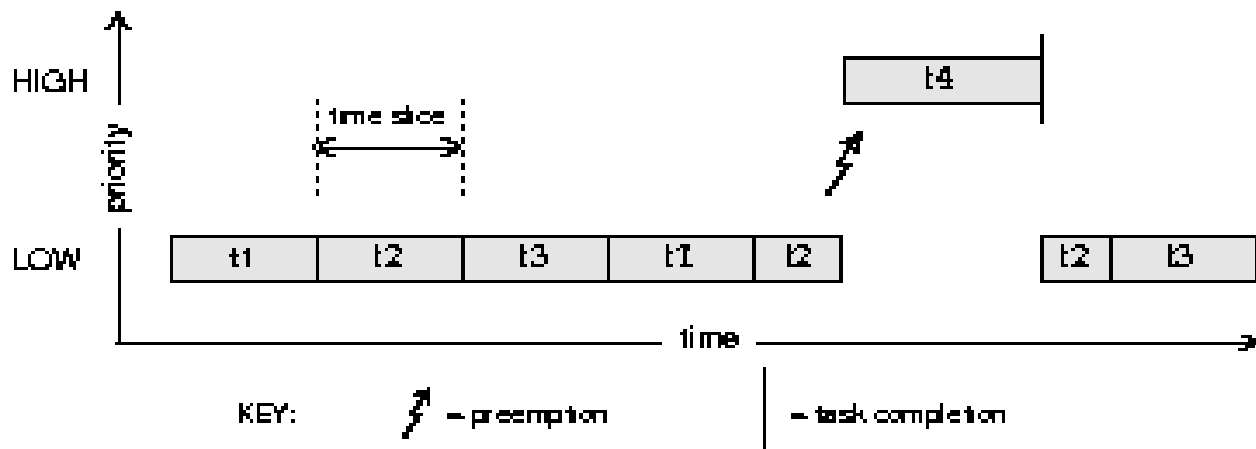 HIGH
t4
time slice
priority
LOW
t1 t2 t3 t1 t2 t2 t3
time
KEY: = preemption = task completion